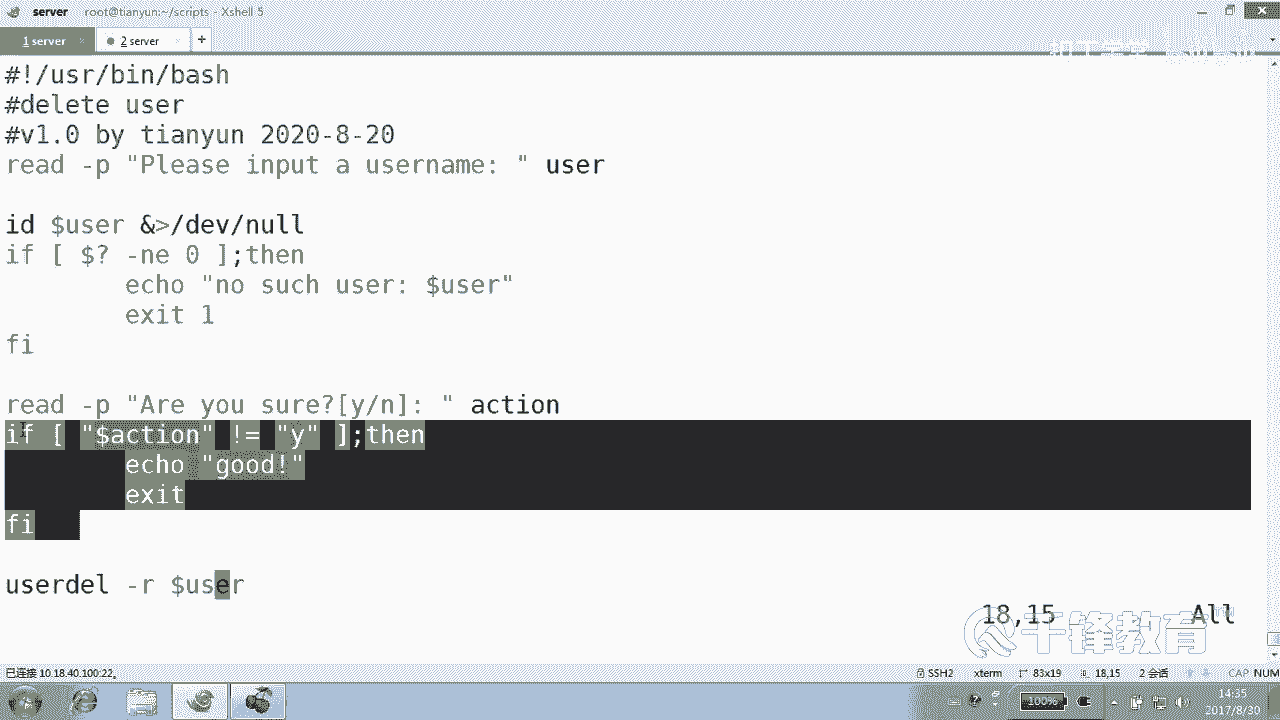 server root@tianyun:~/scripts - Xshell 5
1 server × 2 server × +
#!/usr/bin/bash
#delete user
#v1.0 by tianyun 2020-8-20
read -p "Please input a username: " user
id $user &>/dev/null
if [ $? -ne 0 ];then
echo "no such user: $user"
exit 1
fi
read -p "Are you sure?[y/n]: " action
if [ "$action" != "y" ];then
echo "good!"
exit
fi
userdel -r $user
18,15 All
千锋教育
已连接 10.18.40.100:22。 SSH2 xterm 83x19 18,15 2 会话 CAP NUM
100% 14:35
2017/8/30